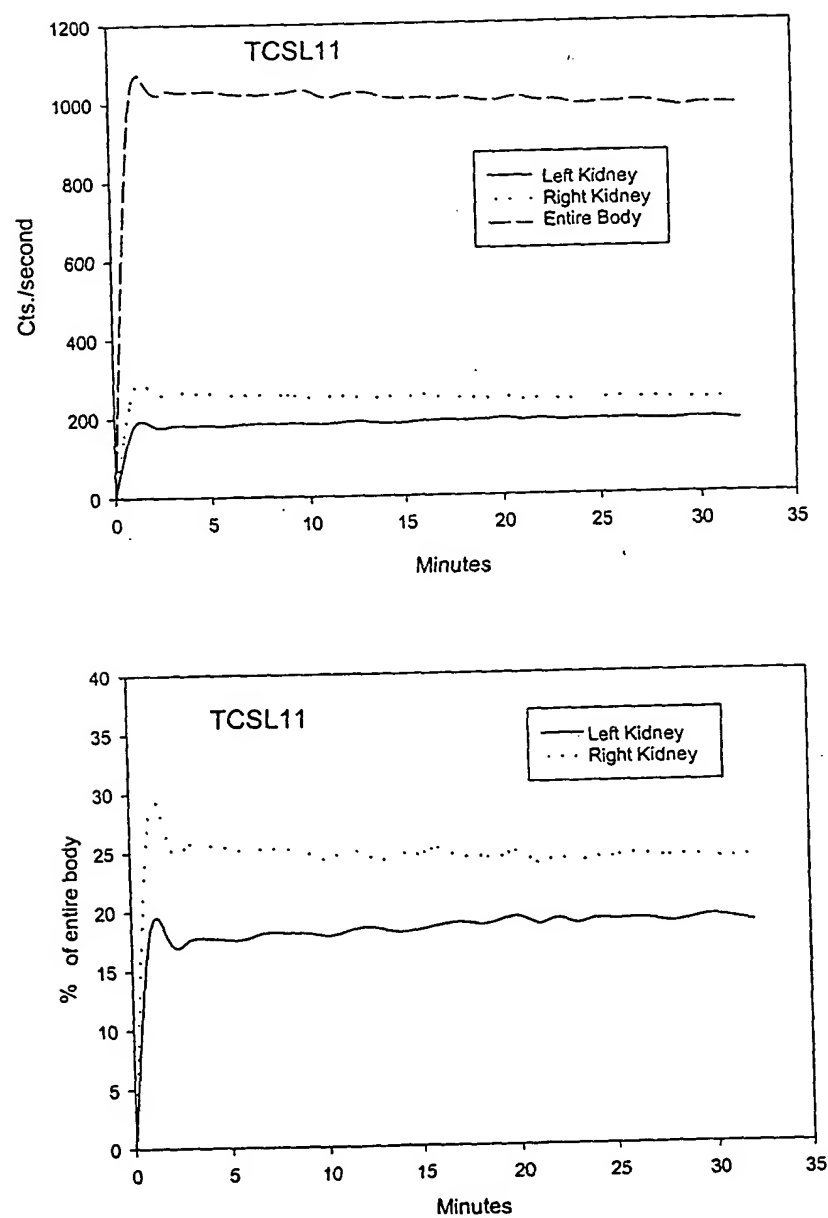 TCSL11
1200
1000
800
600
400
200
0
Cts./second
Left Kidney
Right Kidney
Entire Body
0 5 10 15 20 25 30 35
Minutes
TCSL11
40
35
30
25
20
15
10
5
0
% of entire body
Left Kidney
Right Kidney
0 5 10 15 20 25 30 35
Minutes